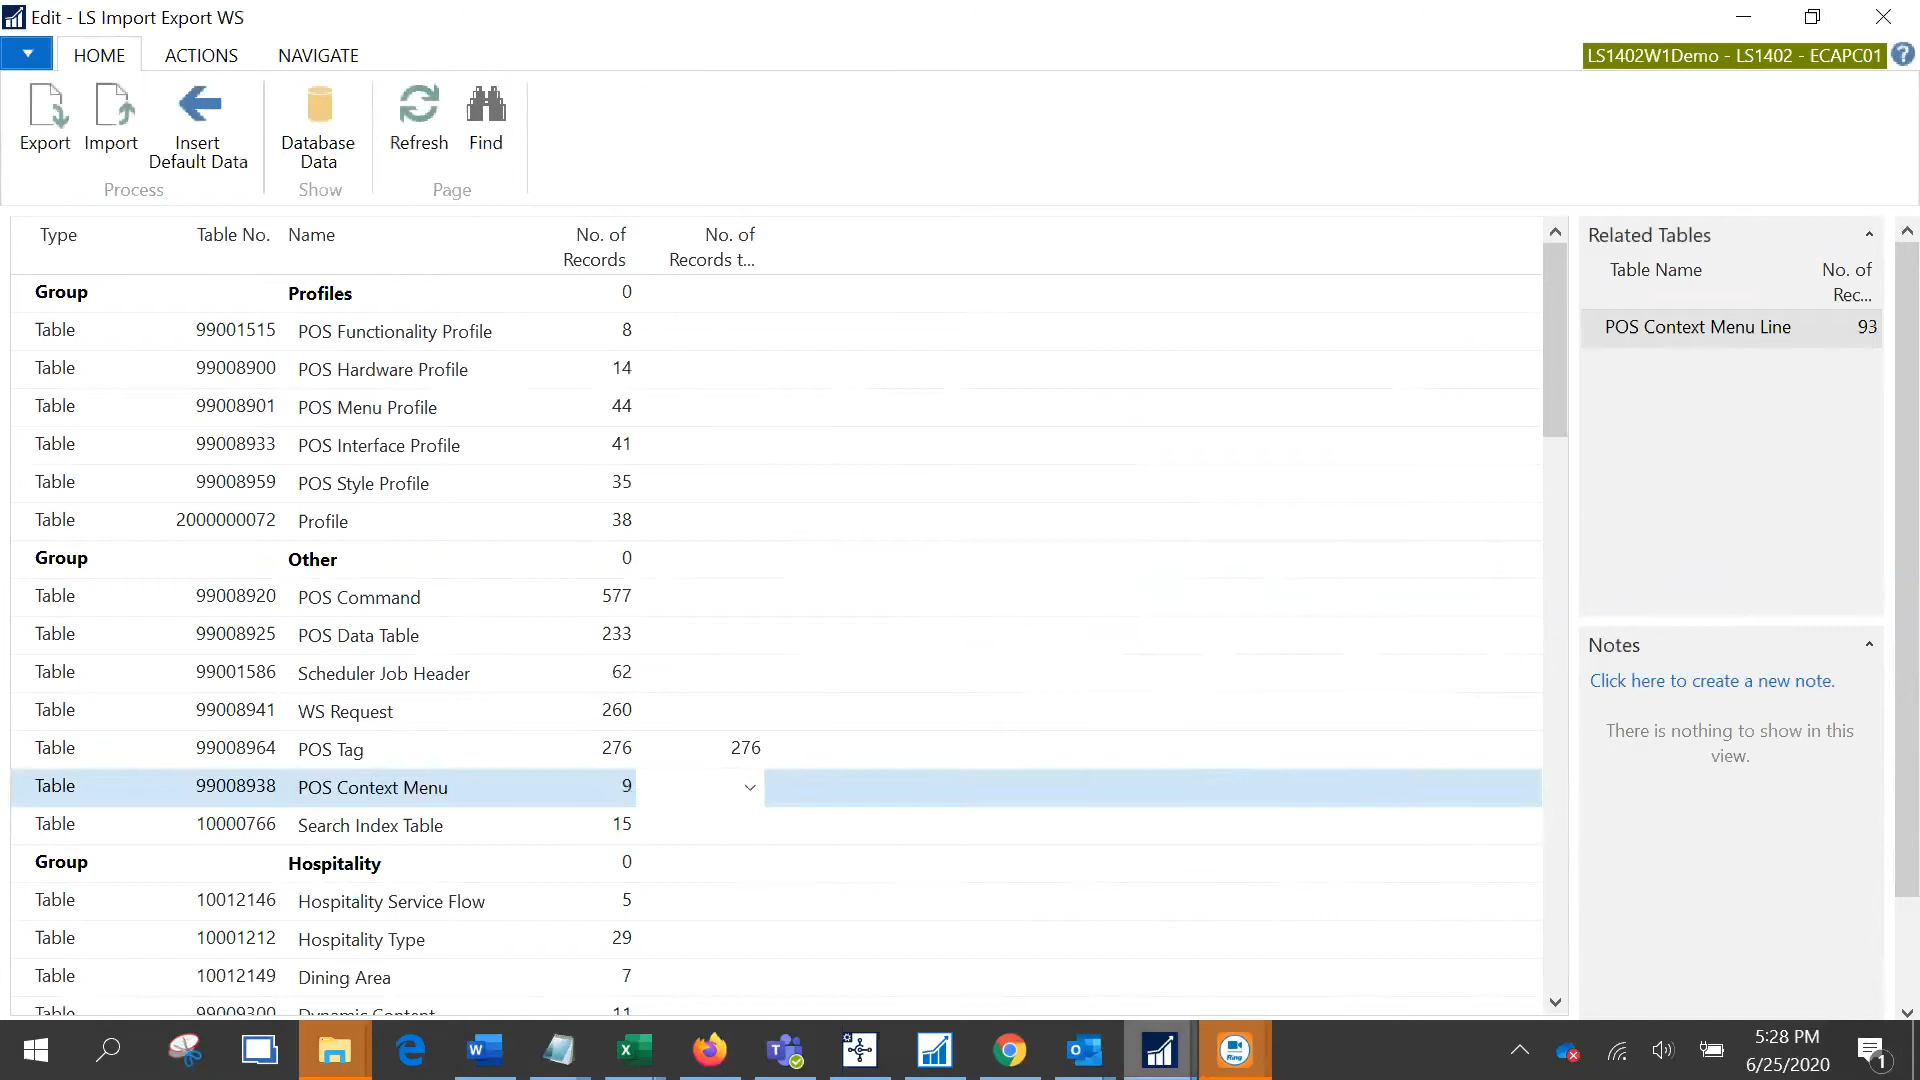 Edit - LS Import Export WS
HOME ACTIONS NAVIGATE
LS1402W1Demo - LS1402 - ECAPC01
Export Import Insert Default Data Database Data Refresh Find
Process Show Page
Type Table No. Name No. of Records No. of Records t...
Group Profiles 0
Table 99001515 POS Functionality Profile 8
Table 99008900 POS Hardware Profile 14
Table 99008901 POS Menu Profile 44
Table 99008933 POS Interface Profile 41
Table 99008959 POS Style Profile 35
Table 2000000072 Profile 38
Group Other 0
Table 99008920 POS Command 577
Table 99008925 POS Data Table 233
Table 99001586 Scheduler Job Header 62
Table 99008941 WS Request 260
Table 99008964 POS Tag 276 276
Table 99008938 POS Context Menu 9
Table 10000766 Search Index Table 15
Group Hospitality 0
Table 10012146 Hospitality Service Flow 5
Table 10001212 Hospitality Type 29
Table 10012149 Dining Area 7
Table 99009300 Dynamic Content 11
Related Tables
Table Name No. of Rec...
POS Context Menu Line 93
Notes
Click here to create a new note.
There is nothing to show in this
view.
Ring
5:28 PM
6/25/2020
1